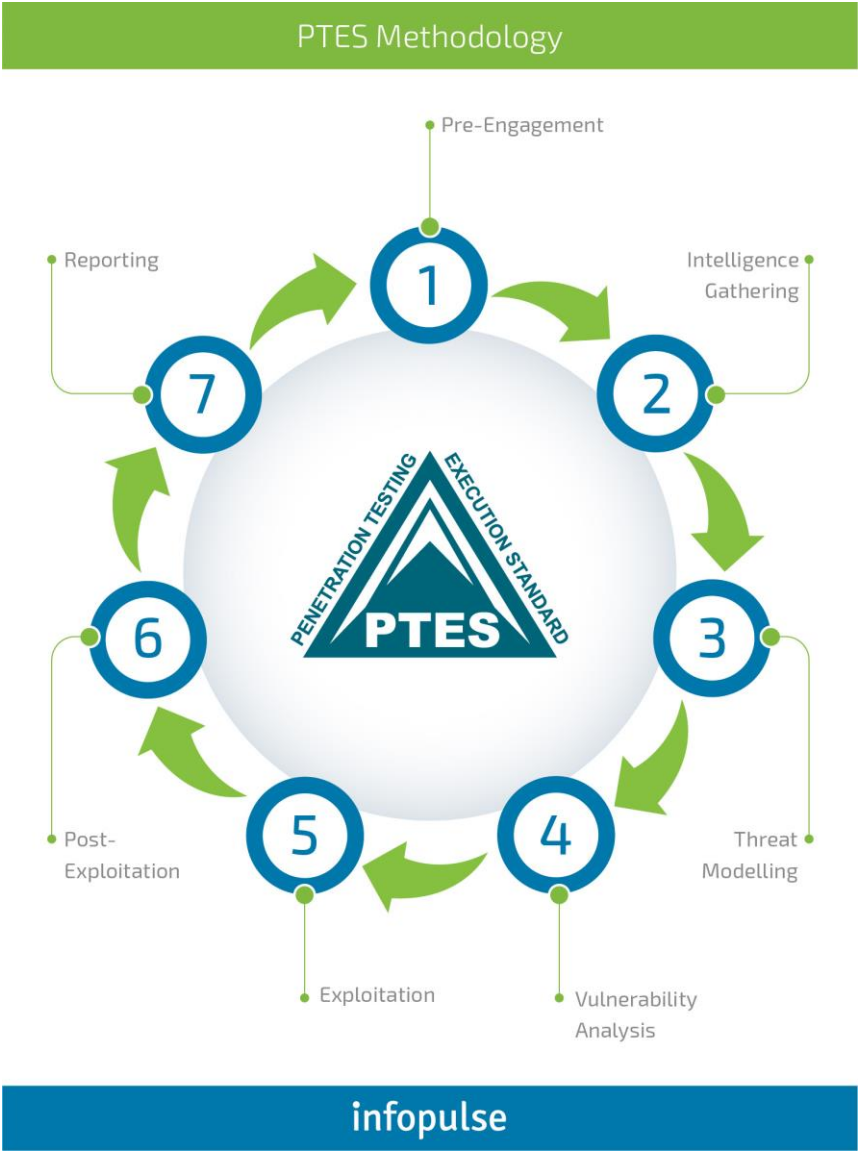 PTES Methodology
Pre-Engagement
1
Intelligence
Gathering
2
3
Threat
Modelling
4
Vulnerability
Analysis
5
Exploitation
6
Post-
Exploitation
7
Reporting
PENETRATION TESTING
EXECUTION STANDARD
PTES
infopulse